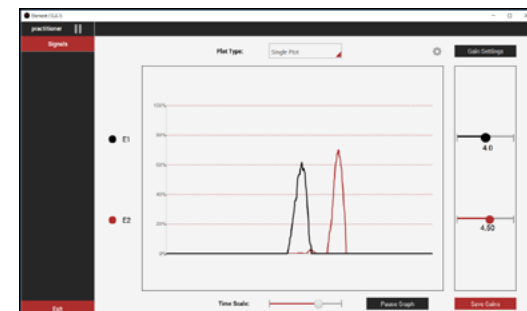 practitioner
Signals
Plot Type:
Single Plot
Gain Settings
100%
80%
60%
40%
20%
0%
E1
E2
4.0
4.50
Time Scale:
Pause Graph
Save Gains
Exit